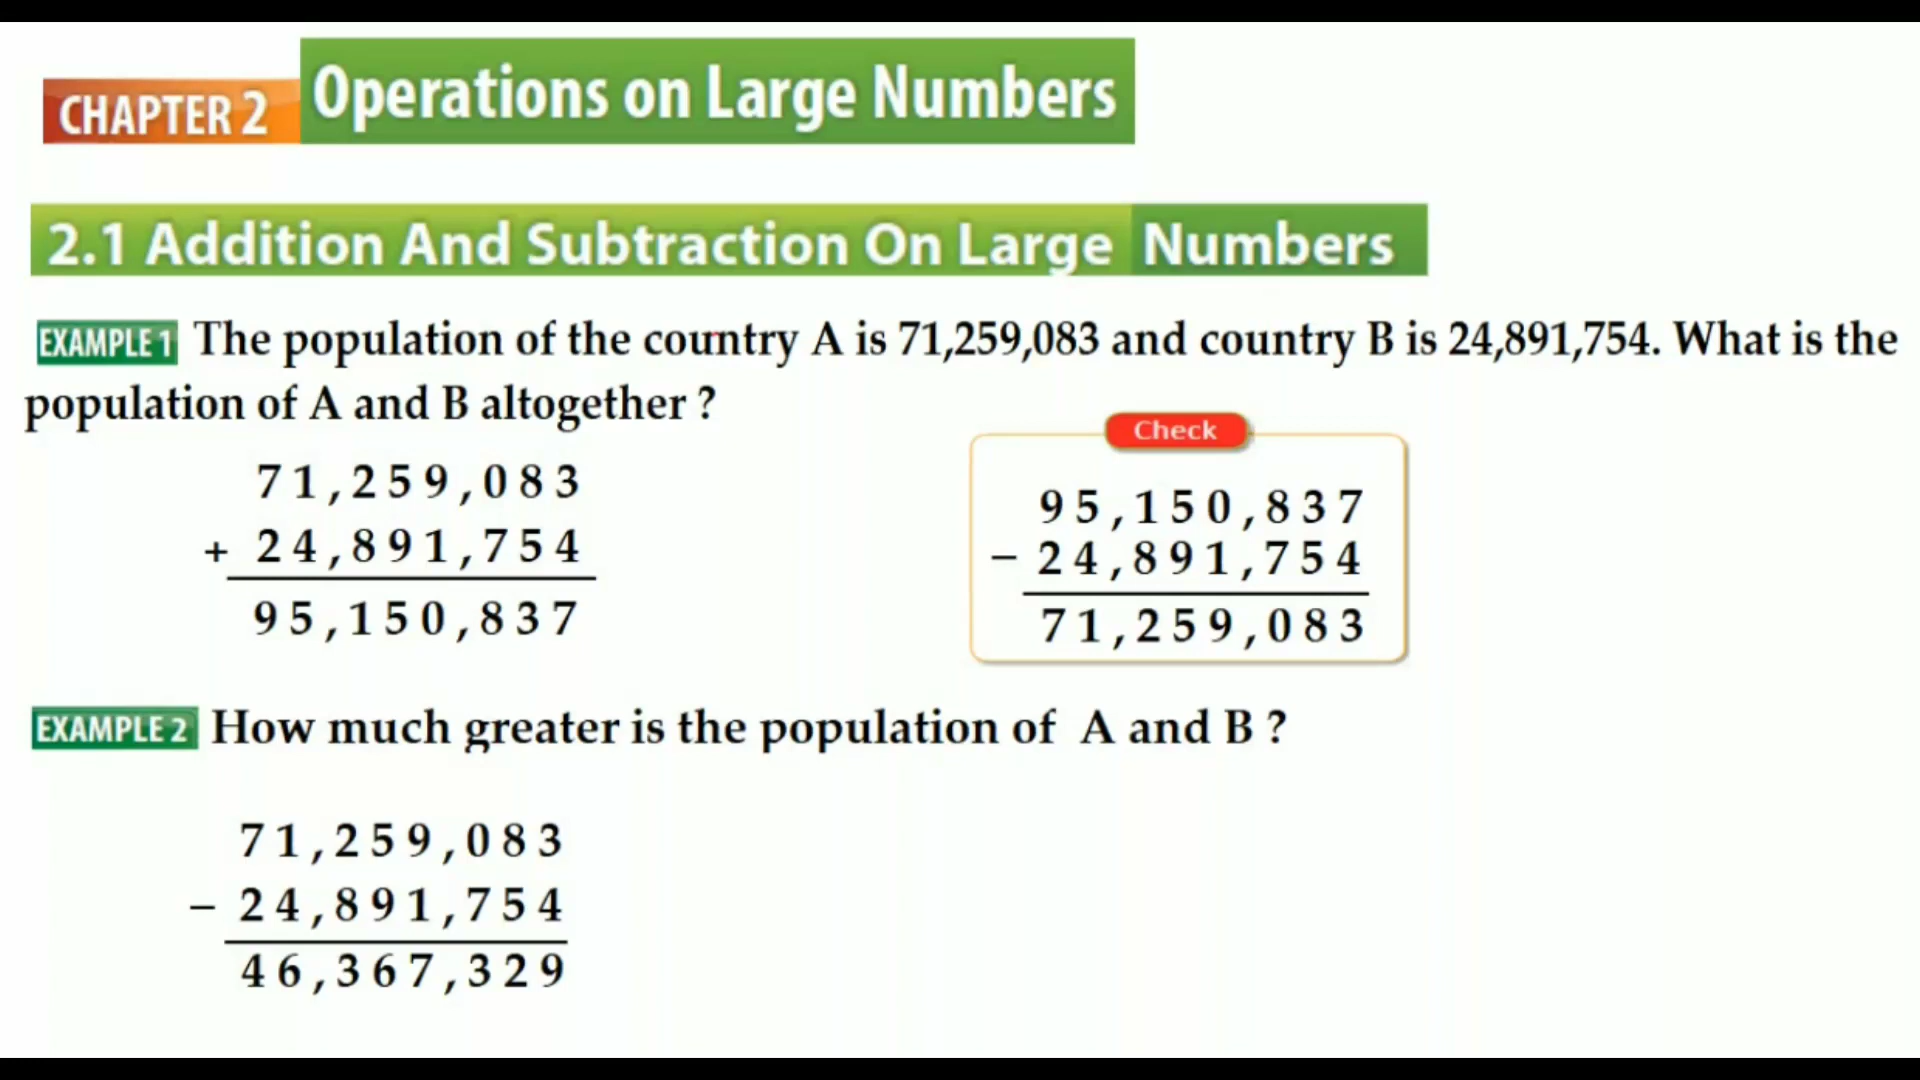 CHAPTER 2 Operations on Large Numbers
2.1 Addition And Subtraction On Large Numbers
EXAMPLE 1 The population of the country A is 71,259,083 and country B is 24,891,754. What is the
population of A and B altogether ?
71,259,083
+ 24,891,754
95,150,837
Check
95,150,837
− 24,891,754
71,259,083
EXAMPLE 2 How much greater is the population of A and B ?
71,259,083
− 24,891,754
46,367,329